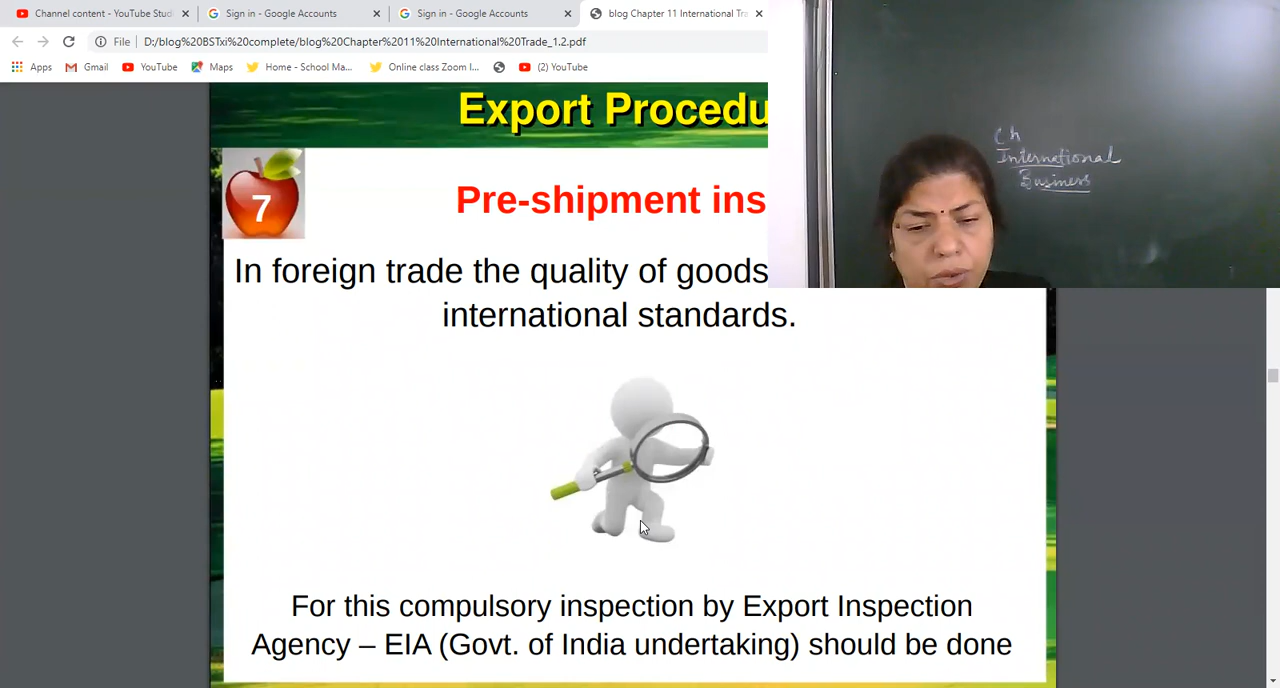 Channel content - YouTube Stud
Sign in - Google Accounts
Sign in - Google Accounts
blog Chapter 11 International Tra
File D:/blog%20BSTxi%20complete/blog%20Chapter%2011%20International%20Trade_1.2.pdf
Apps Gmail YouTube Maps Home - School Ma... Online class Zoom l... (2) YouTube
Export Procedu
7
Pre-shipment ins
In foreign trade the quality of goods
international standards.
For this compulsory inspection by Export Inspection
Agency – EIA (Govt. of India undertaking) should be done
Ch
International
Business